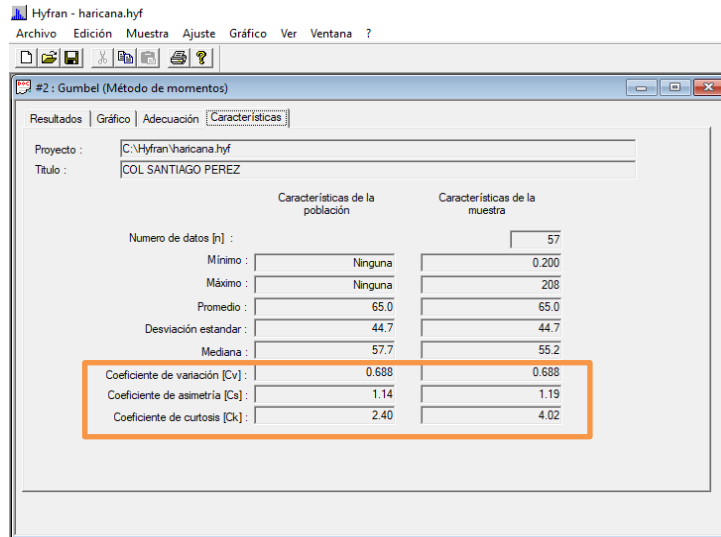 Hyfran - haricana.hyf
Archivo Edición Muestra Ajuste Gráfico Ver Ventana ?
#2 : Gumbel (Método de momentos)
Resultados Gráfico Adecuación Características
Proyecto : C:\Hyfran\haricana.hyf
Titulo : COL SANTIAGO PEREZ
Características de la población Características de la muestra
Numero de datos [n] : 57
Mínimo : Ninguna 0.200
Máximo : Ninguna 208
Promedio : 65.0 65.0
Desviación estandar : 44.7 44.7
Mediana : 57.7 55.2
Coeficiente de variación [Cv] : 0.688 0.688
Coeficiente de asimetría [Cs] : 1.14 1.19
Coeficiente de curtosis [Ck] : 2.40 4.02